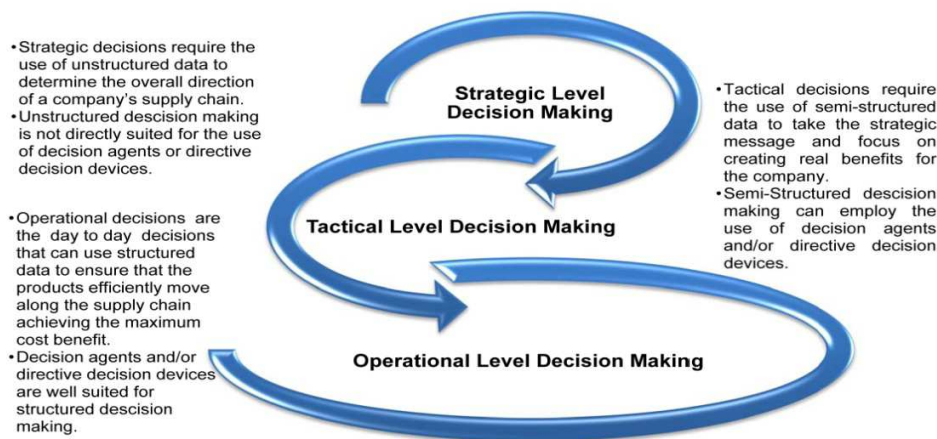 •Strategic decisions require the
use of unstructured data to
determine the overall direction
of a company's supply chain.
•Unstructured descision making
is not directly suited for the use
of decision agents or directive
decision devices.
Strategic Level
Decision Making
•Tactical decisions require
the use of semi-structured
data to take the strategic
message and focus on
creating real benefits for
the company.
•Semi-Structured descision
making can employ the
use of decision agents
and/or directive decision
devices.
Tactical Level Decision Making
•Operational decisions are
the day to day decisions
that can use structured
data to ensure that the
products efficiently move
along the supply chain
achieving the maximum
cost benefit.
•Decision agents and/or
directive decision devices
are well suited for
structured descision
making.
Operational Level Decision Making